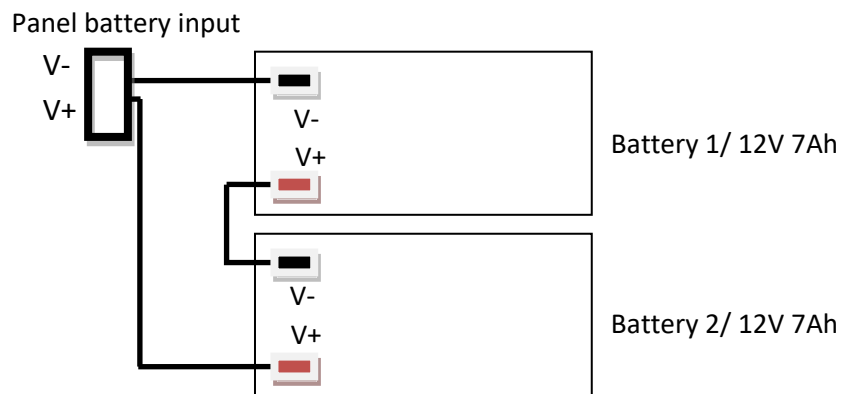 Panel battery input
V-
V+
V-
V+
Battery 1/ 12V 7Ah
V-
V+
Battery 2/ 12V 7Ah